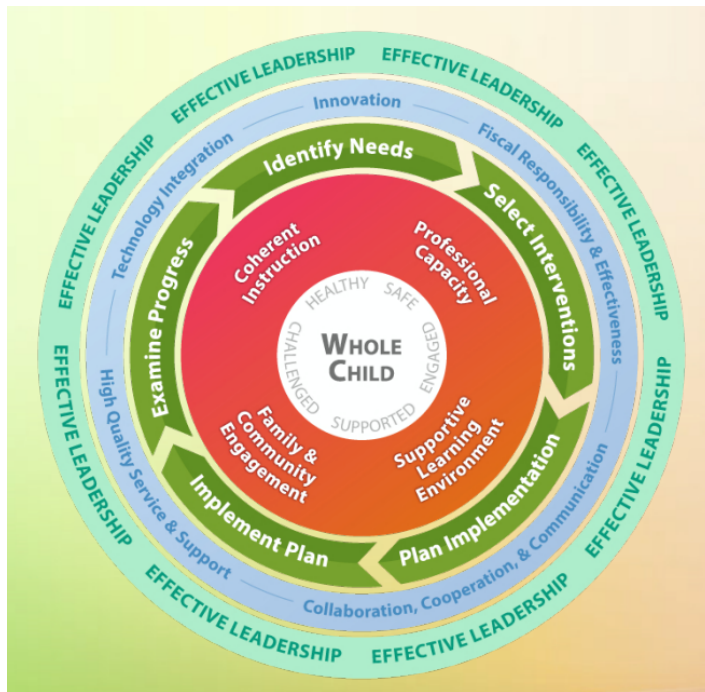 EFFECTIVE LEADERSHIP
EFFECTIVE LEADERSHIP
EFFECTIVE LEADERSHIP
EFFECTIVE LEADERSHIP
EFFECTIVE LEADERSHIP
EFFECTIVE LEADERSHIP
EFFECTIVE LEADERSHIP
EFFECTIVE LEADERSHIP
EFFECTIVE LEADERSHIP
Innovation
Fiscal Responsibility & Effectiveness
Collaboration, Cooperation, & Communication
High Quality Service & Support
Technology Integration
Identify Needs
Select Interventions
Plan Implementation
Implement Plan
Examine Progress
Coherent
Instruction
Professional
Capacity
Supportive
Learning
Environment
Family &
Community
Engagement
HEALTHY
SAFE
ENGAGED
SUPPORTED
CHALLENGED
WHOLE
CHILD